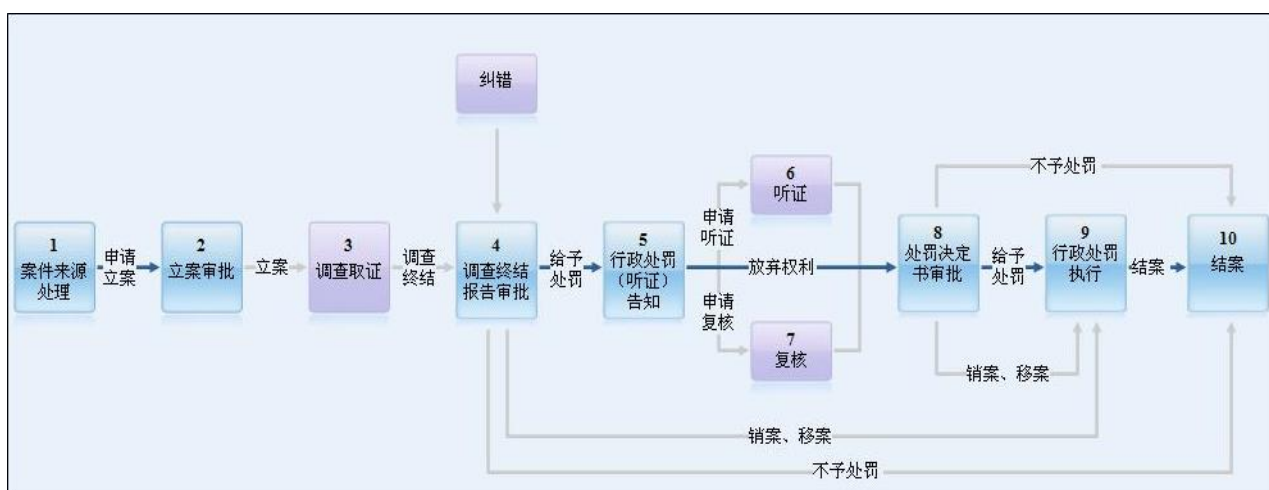 纠错
6
听证
不予处罚
申请
听证
1
案件来源
处理
申请
立案
2
立案审批
立案
3
调查取证
调查
终结
4
调查终结
报告审批
给予
处罚
5
行政处罚
（听证）
告知
放弃权利
8
处罚决定
书审批
给予
处罚
9
行政处罚
执行
结案
10
结案
申请
复核
7
复核
销案、移案
销案、移案
不予处罚